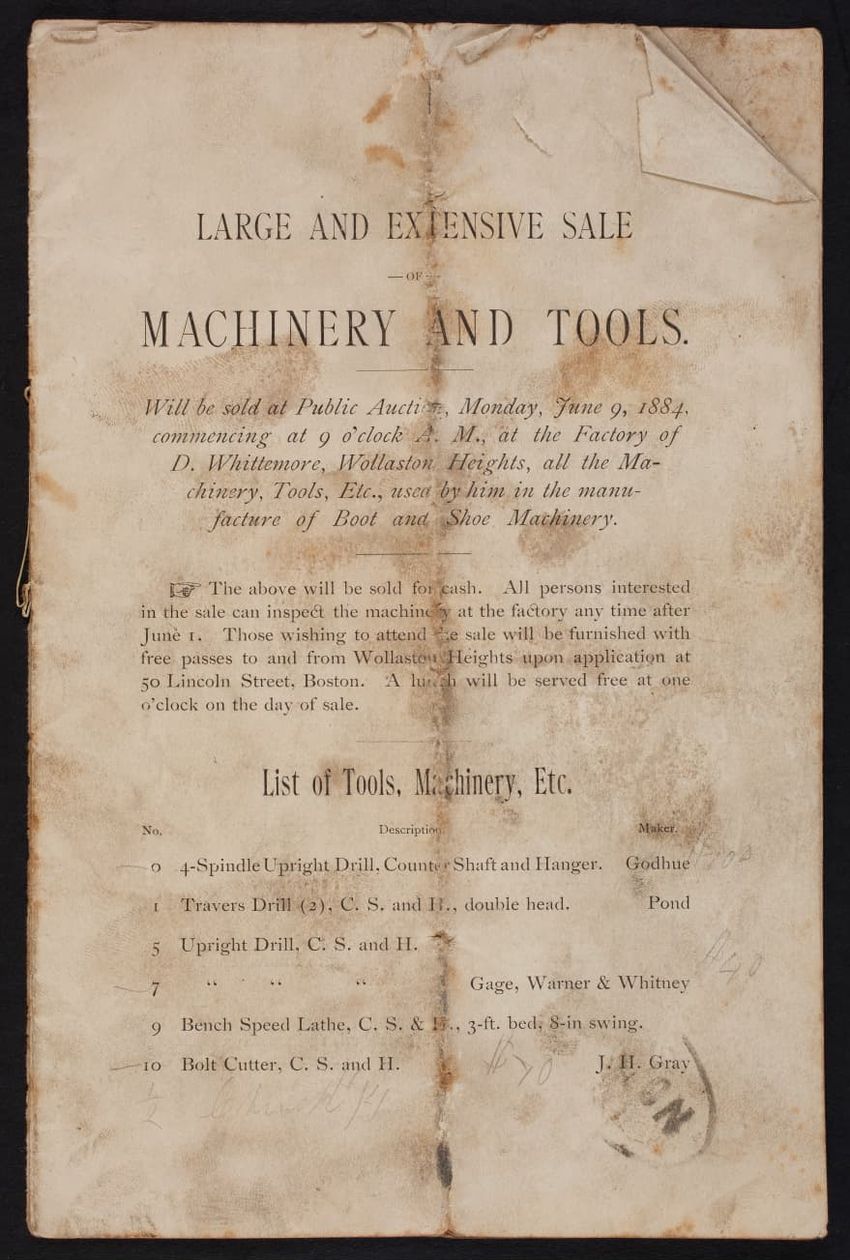 LARGE AND EXTENSIVE SALE
—OF—
MACHINERY AND TOOLS.
Will be sold at Public Auction, Monday, June 9, 1884,
commencing at 9 o'clock A. M., at the Factory of
D. Whittemore, Wollaston Heights, all the Ma-
chinery, Tools, Etc., used by him in the manu-
facture of Boot and Shoe Machinery.
☞ The above will be sold for cash. All persons interested
in the sale can inspect the machinery at the factory any time after
June 1. Those wishing to attend the sale will be furnished with
free passes to and from Wollaston Heights upon application at
50 Lincoln Street, Boston. A lunch will be served free at one
o'clock on the day of sale.
List of Tools, Machinery, Etc.
No. Description. Maker.
0 4-Spindle Upright Drill, Counter Shaft and Hanger. Godhue
1 Travers Drill (2), C. S. and H., double head. Pond
5 Upright Drill, C. S. and H.
7 “ “ “ Gage, Warner & Whitney
9 Bench Speed Lathe, C. S. & H., 3-ft. bed, 8-in swing.
10 Bolt Cutter, C. S. and H. J. H. Gray